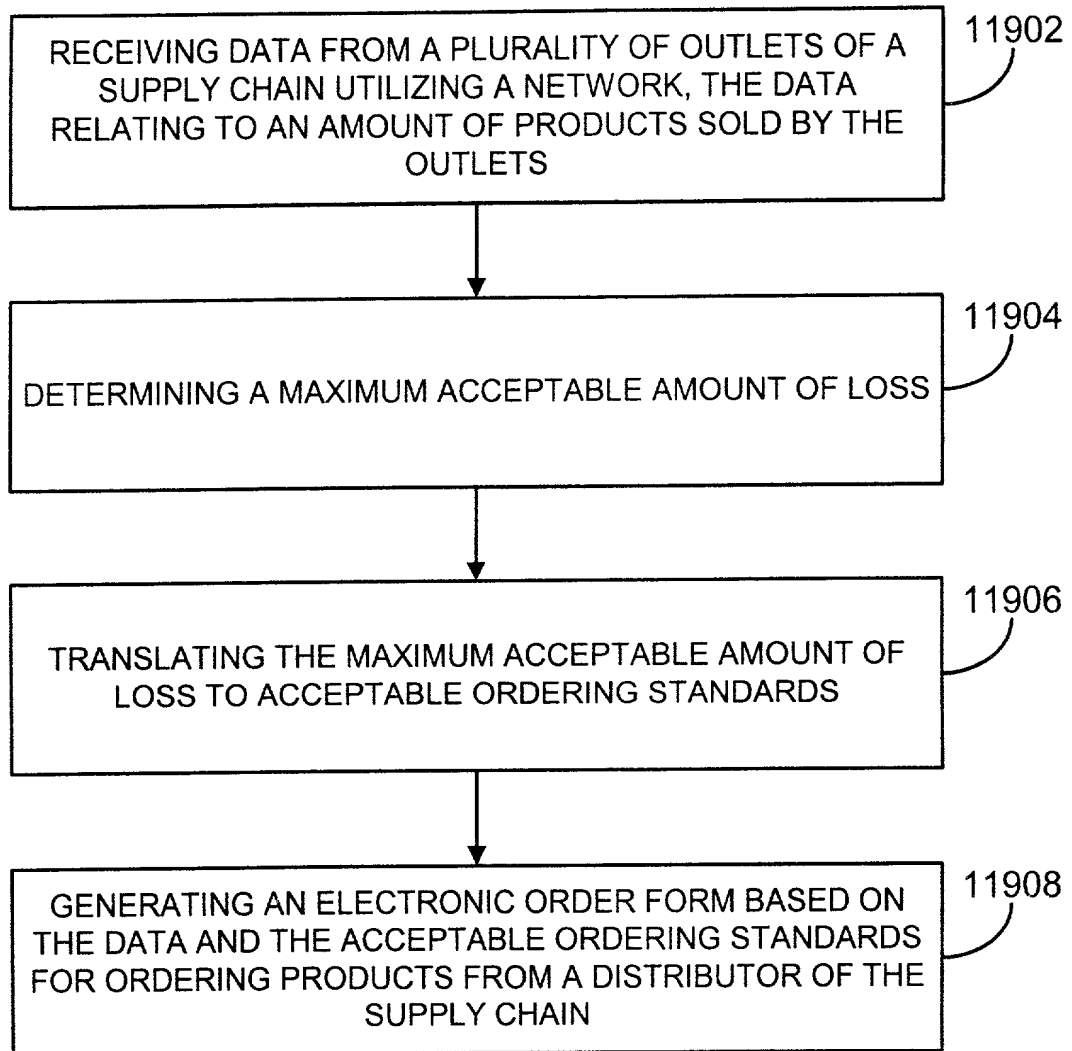 RECEIVING DATA FROM A PLURALITY OF OUTLETS OF A
SUPPLY CHAIN UTILIZING A NETWORK, THE DATA
RELATING TO AN AMOUNT OF PRODUCTS SOLD BY THE
OUTLETS
11902
DETERMINING A MAXIMUM ACCEPTABLE AMOUNT OF LOSS
11904
TRANSLATING THE MAXIMUM ACCEPTABLE AMOUNT OF
LOSS TO ACCEPTABLE ORDERING STANDARDS
11906
GENERATING AN ELECTRONIC ORDER FORM BASED ON
THE DATA AND THE ACCEPTABLE ORDERING STANDARDS
FOR ORDERING PRODUCTS FROM A DISTRIBUTOR OF THE
SUPPLY CHAIN
11908